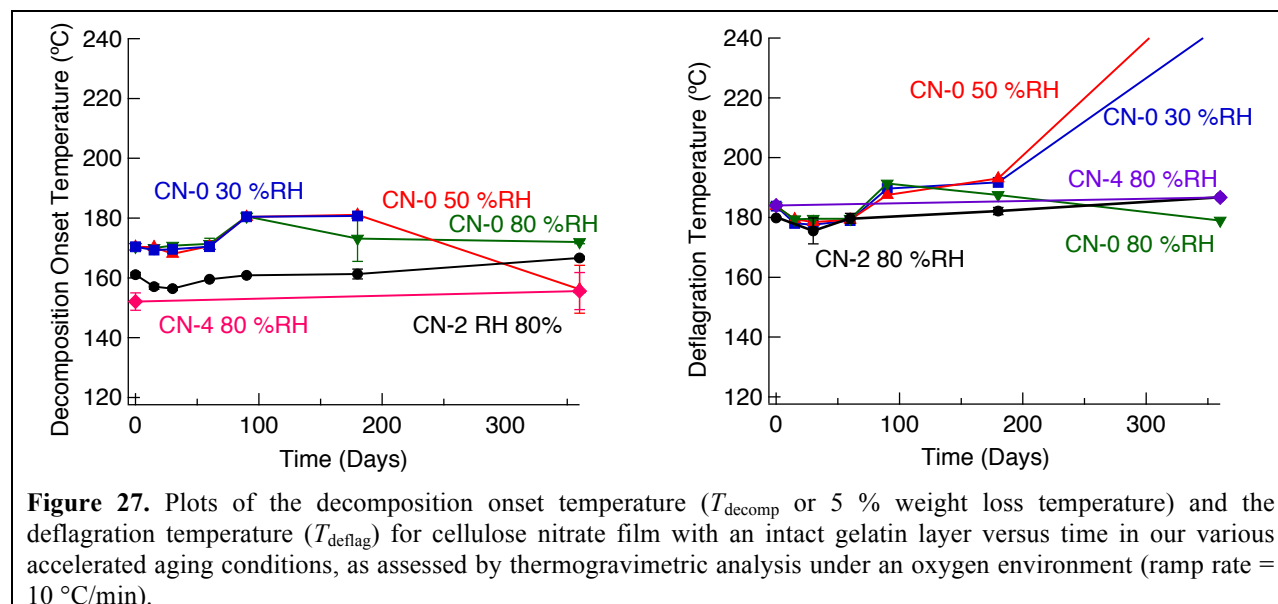 Decomposition Onset Temperature (ºC)
240
220
200
180
160
140
120
CN-0 30 %RH
CN-0 50 %RH
CN-0 80 %RH
CN-4 80 %RH
CN-2 RH 80%
0
100
200
300
Time (Days)
Deflagration Temperature (ºC)
240
220
200
180
160
140
120
CN-0 50 %RH
CN-0 30 %RH
CN-4 80 %RH
CN-2 80 %RH
CN-0 80 %RH
0
100
200
300
Time (Days)
Figure 27. Plots of the decomposition onset temperature (Tdecomp or 5 % weight loss temperature) and the
deflagration temperature (Tdeflag) for cellulose nitrate film with an intact gelatin layer versus time in our various
accelerated aging conditions, as assessed by thermogravimetric analysis under an oxygen environment (ramp rate =
10 °C/min).